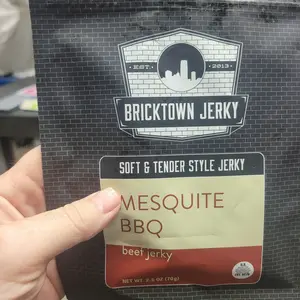 EST. 2013
BRICKTOWN JERKY
SOFT & TENDER STYLE JERKY
MESQUITE
BBQ
beef jerky